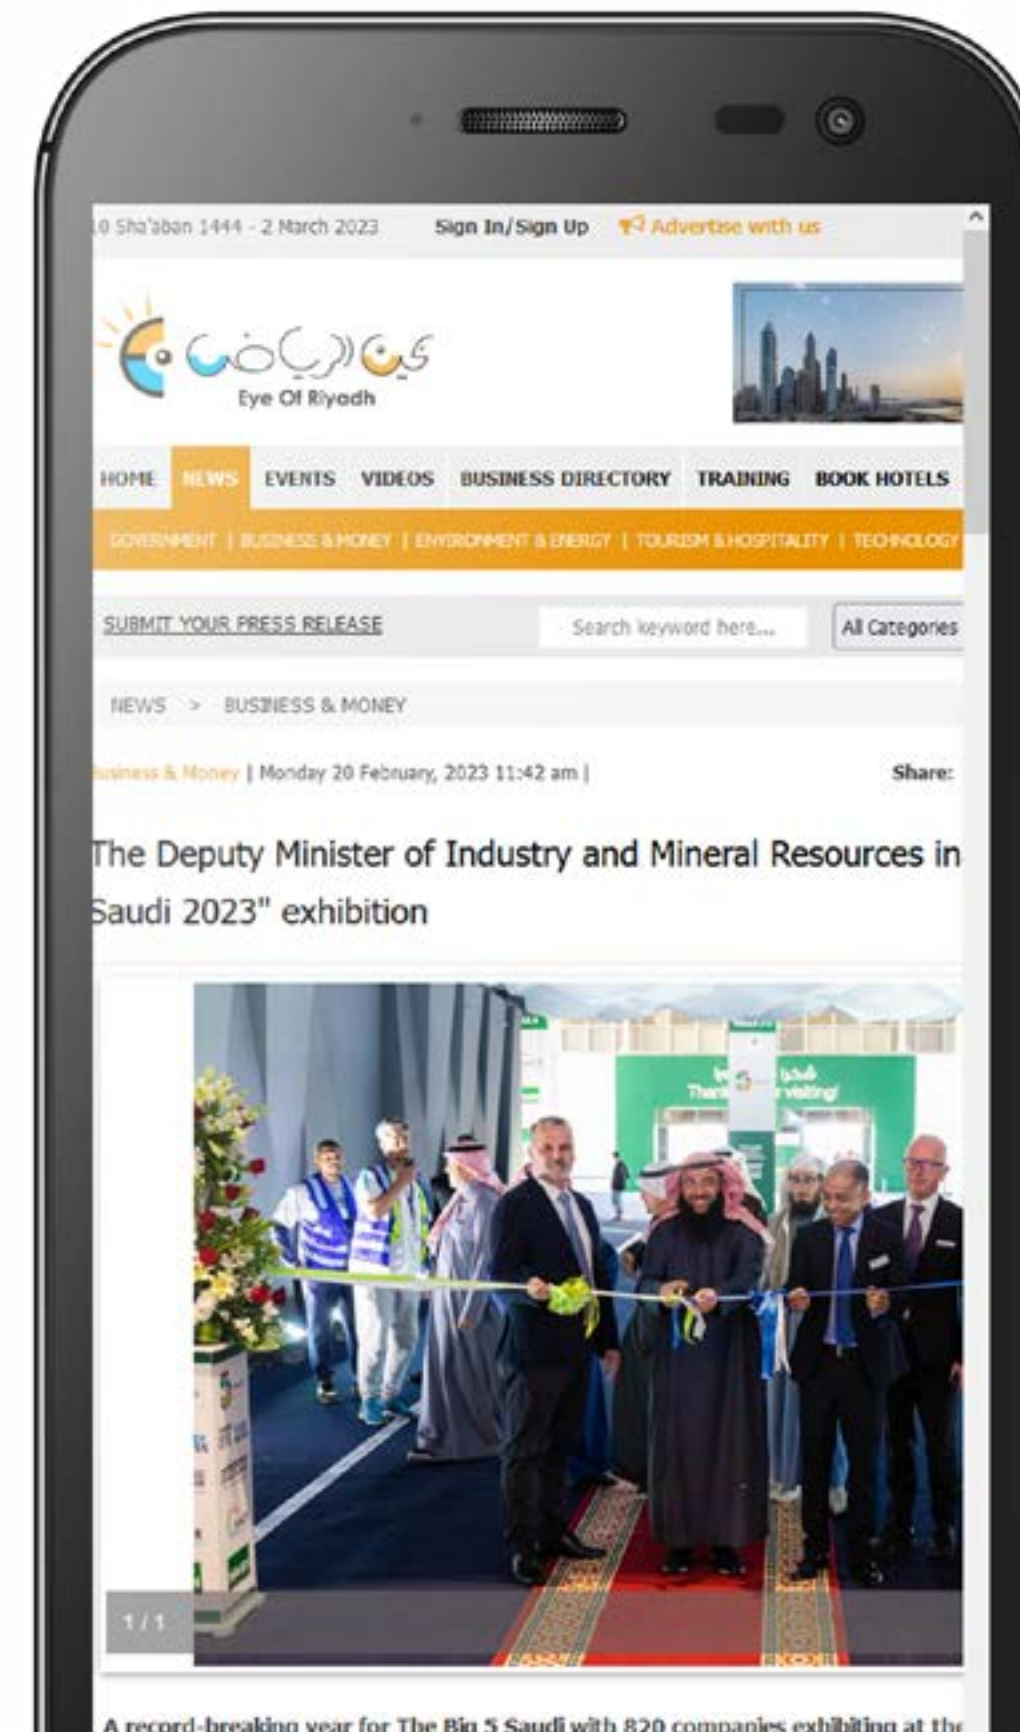 10 Sha'aban 1444 - 2 March 2023 Sign In/Sign Up Advertise with us
عين الرياض
Eye Of Riyadh
HOME NEWS EVENTS VIDEOS BUSINESS DIRECTORY TRAINING BOOK HOTELS
GOVERNMENT | BUSINESS & MONEY | ENVIRONMENT & ENERGY | TOURISM & HOSPITALITY | TECHNOLOGY
SUBMIT YOUR PRESS RELEASE Search keyword here... All Categories
NEWS > BUSINESS & MONEY
Business & Money | Monday 20 February, 2023 11:42 am | Share:
The Deputy Minister of Industry and Mineral Resources in
Saudi 2023" exhibition
visiting!
1 / 1
A record-breaking year for The Big 5 Saudi with 820 companies exhibiting at the